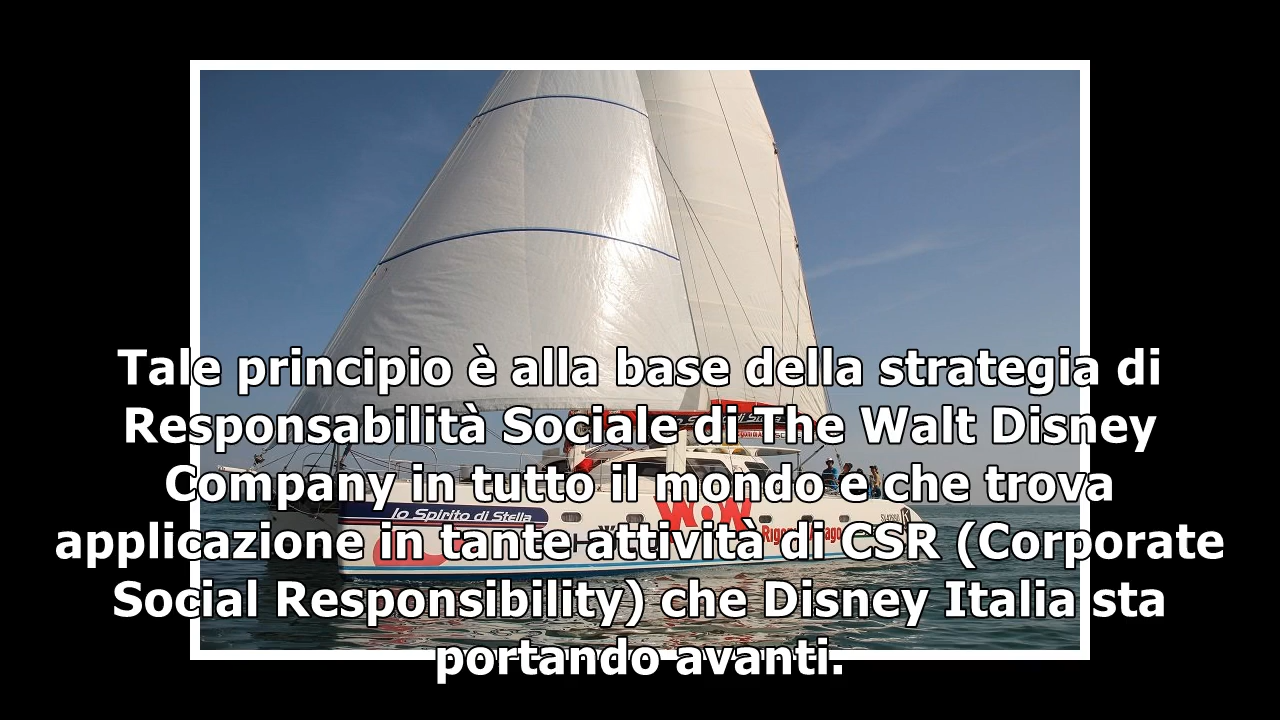 Tale principio è alla base della strategia di
Responsabilità Sociale di The Walt Disney
Company in tutto il mondo e che trova
applicazione in tante attività di CSR (Corporate
Social Responsibility) che Disney Italia sta
portando avanti.
lo Spirito di Stella
WOW